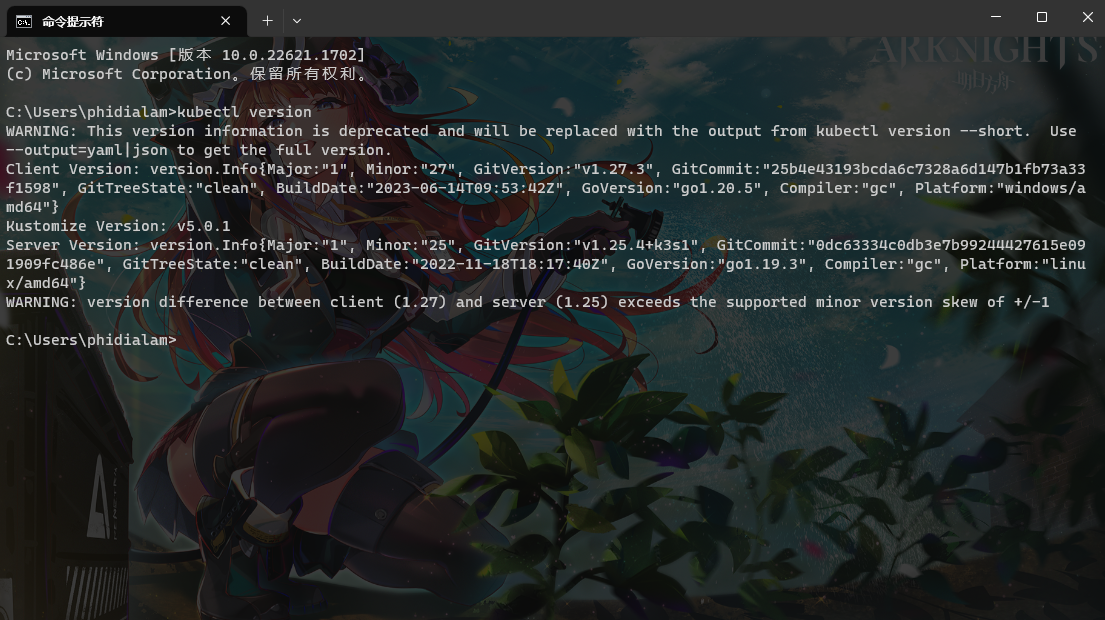 命令提示符
ARKNIGHTS
明日方舟
Microsoft Windows [版本 10.0.22621.1702]
(c) Microsoft Corporation。保留所有权利。
C:\Users\phidialam>kubectl version
WARNING: This version information is deprecated and will be replaced with the output from kubectl version --short.  Use
--output=yaml|json to get the full version.
Client Version: version.Info{Major:"1", Minor:"27", GitVersion:"v1.27.3", GitCommit:"25b4e43193bcda6c7328a6d147b1fb73a33
f1598", GitTreeState:"clean", BuildDate:"2023-06-14T09:53:42Z", GoVersion:"go1.20.5", Compiler:"gc", Platform:"windows/a
md64"}
Kustomize Version: v5.0.1
Server Version: version.Info{Major:"1", Minor:"25", GitVersion:"v1.25.4+k3s1", GitCommit:"0dc63334c0db3e7b99244427615e09
1909fc486e", GitTreeState:"clean", BuildDate:"2022-11-18T18:17:40Z", GoVersion:"go1.19.3", Compiler:"gc", Platform:"linu
x/amd64"}
WARNING: version difference between client (1.27) and server (1.25) exceeds the supported minor version skew of +/-1
C:\Users\phidialam>